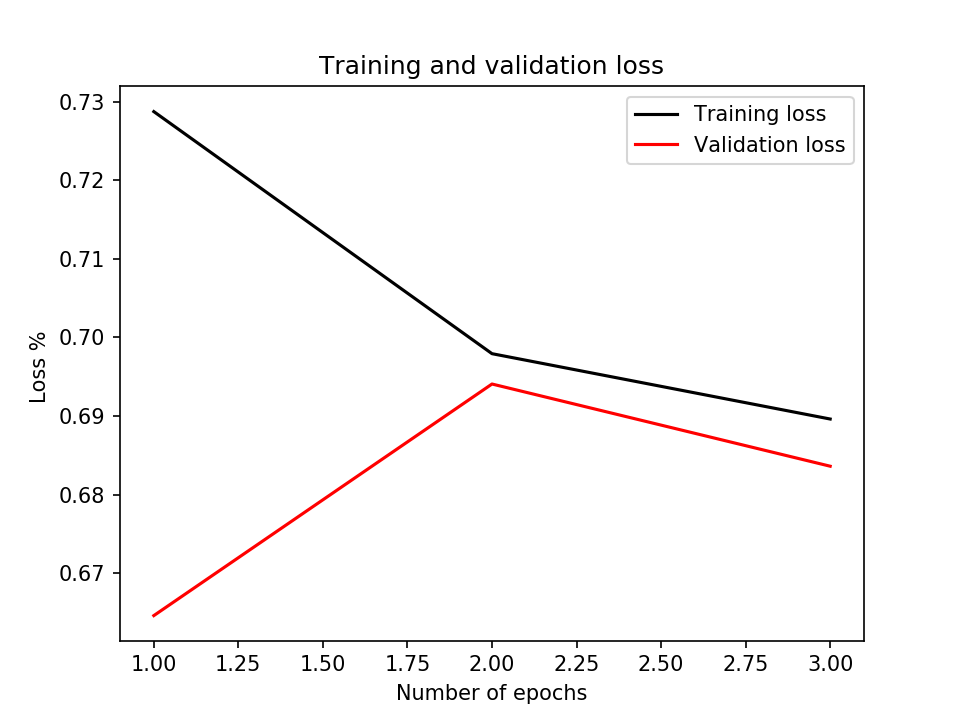 Training and validation loss
Training loss
Validation loss
0.73
0.72
0.71
0.70
0.69
0.68
0.67
Loss %
1.00 1.25 1.50 1.75 2.00 2.25 2.50 2.75 3.00
Number of epochs